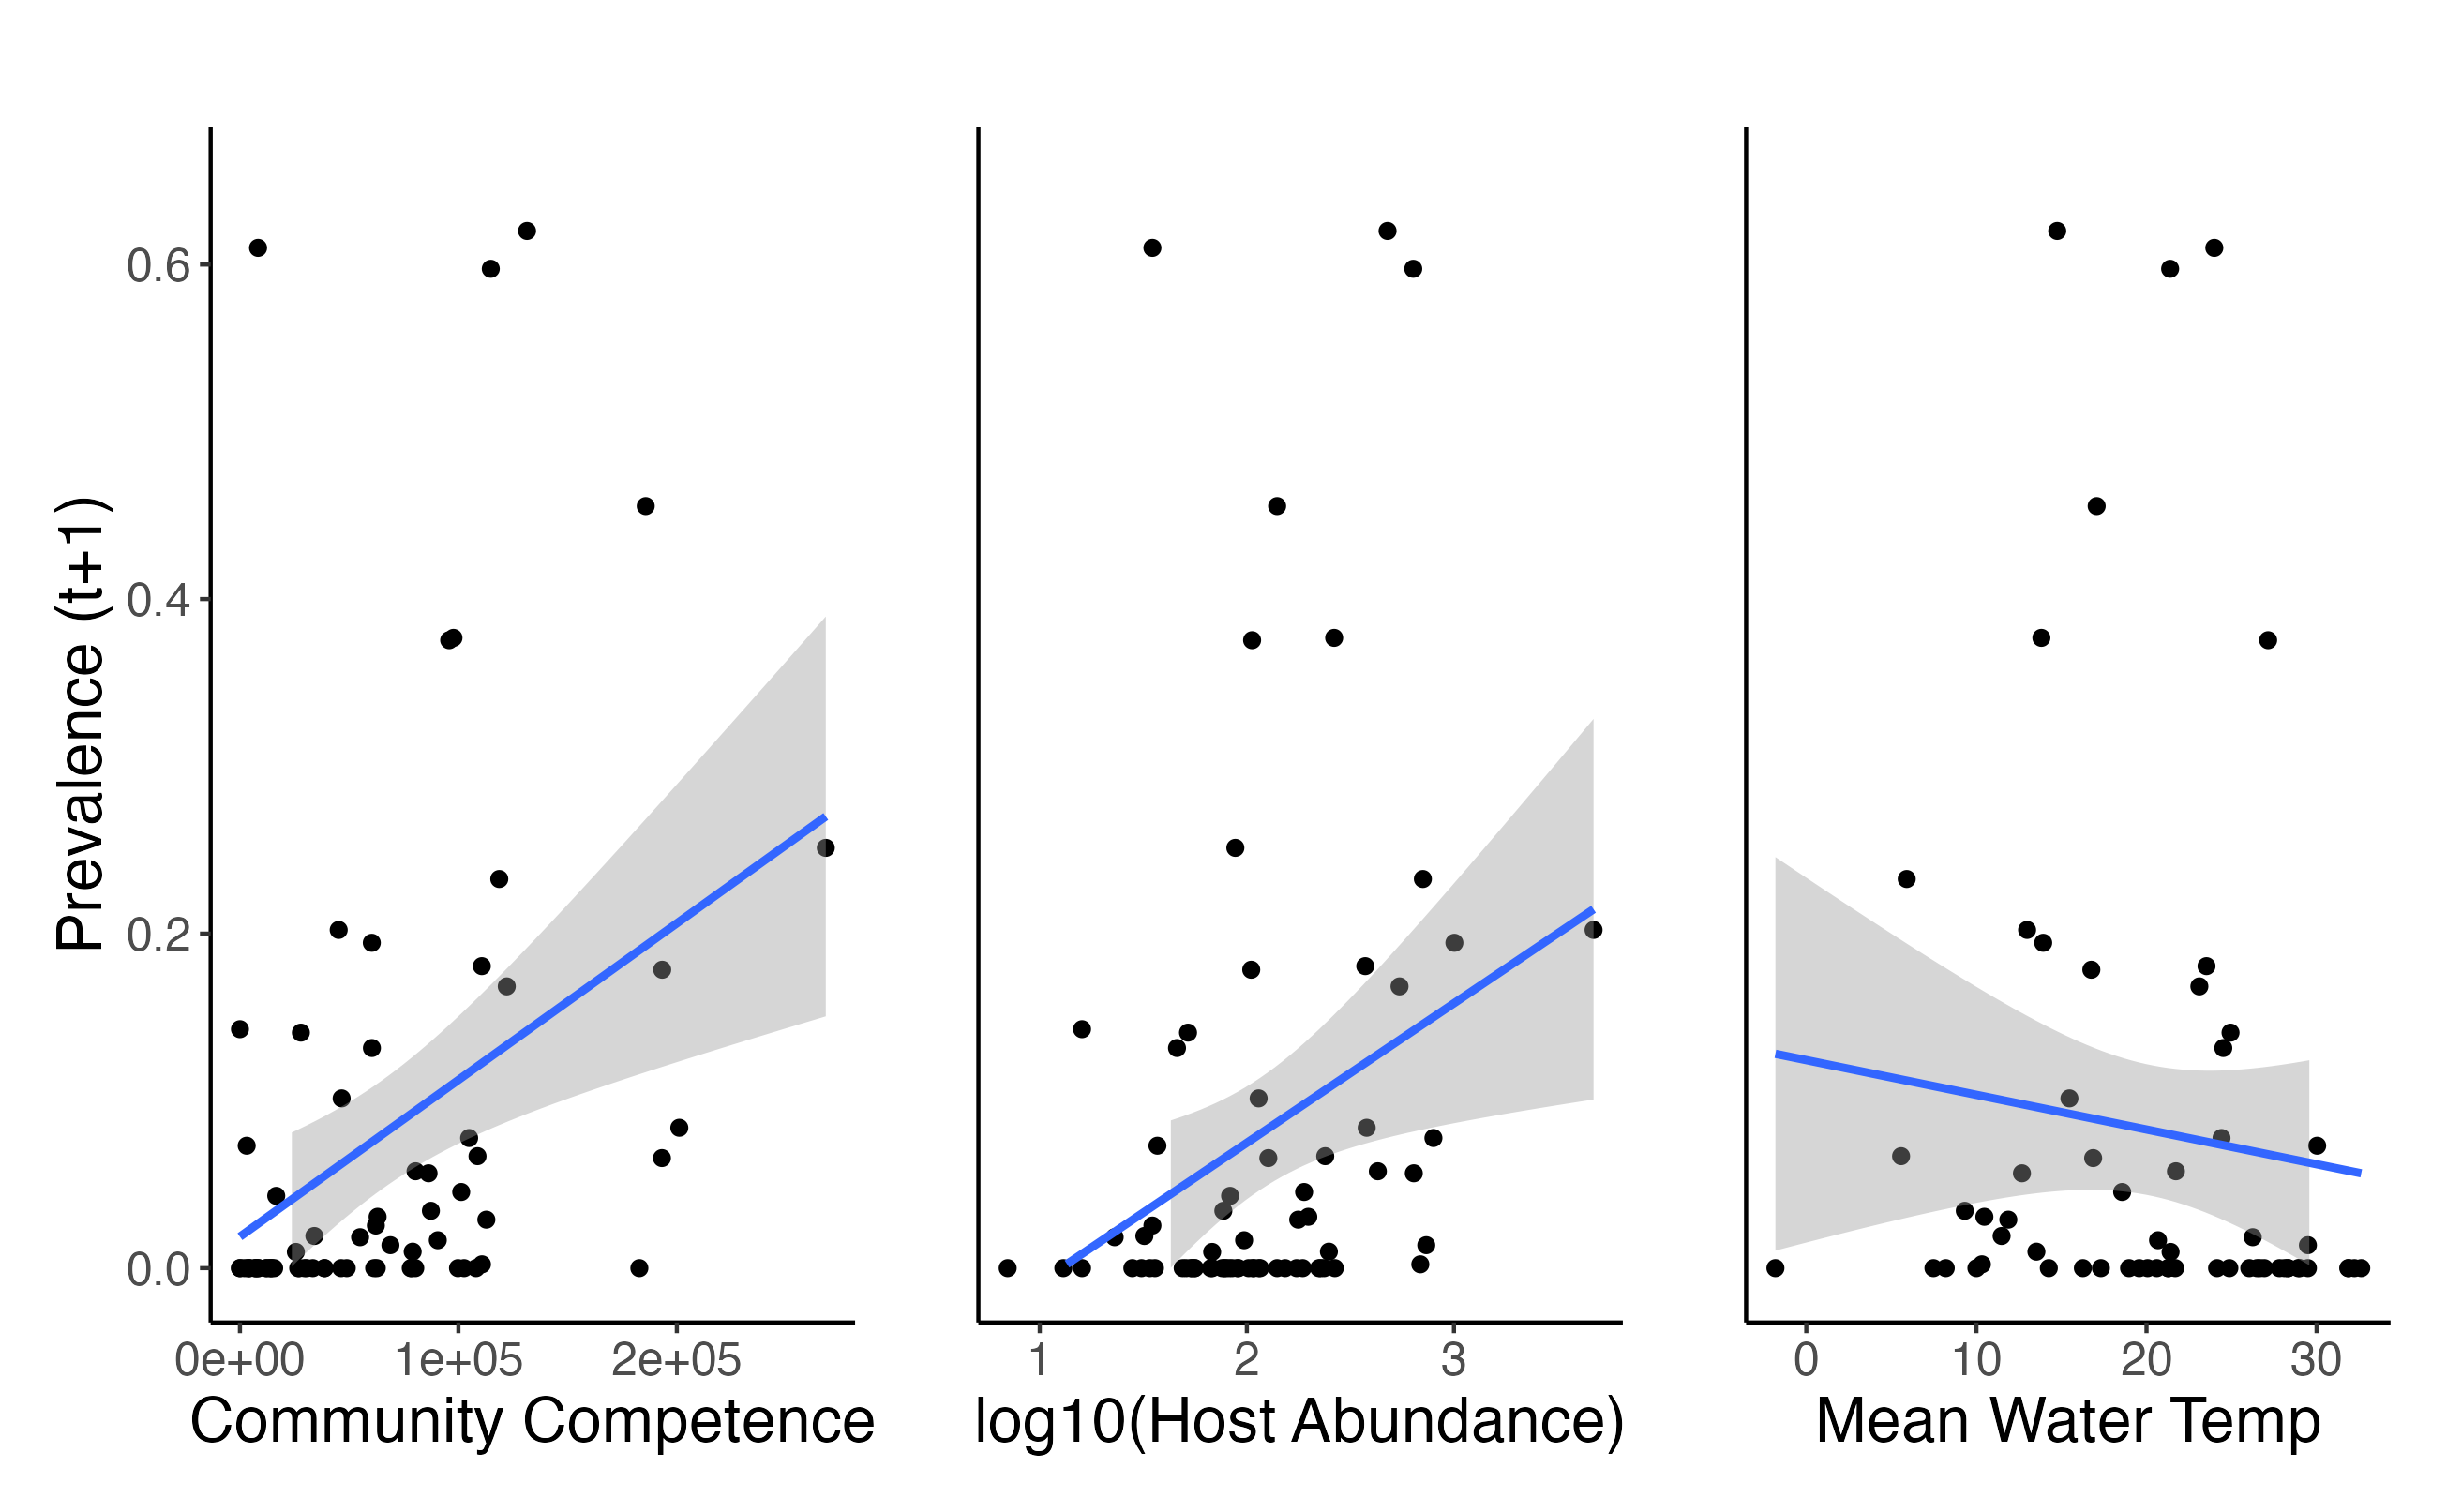 Prevalence (t+1)
0.6
0.4
0.2
0.0
0e+00 1e+05 2e+05
1 2 3
0 10 20 30
Community Competence
log10(Host Abundance)
Mean Water Temp